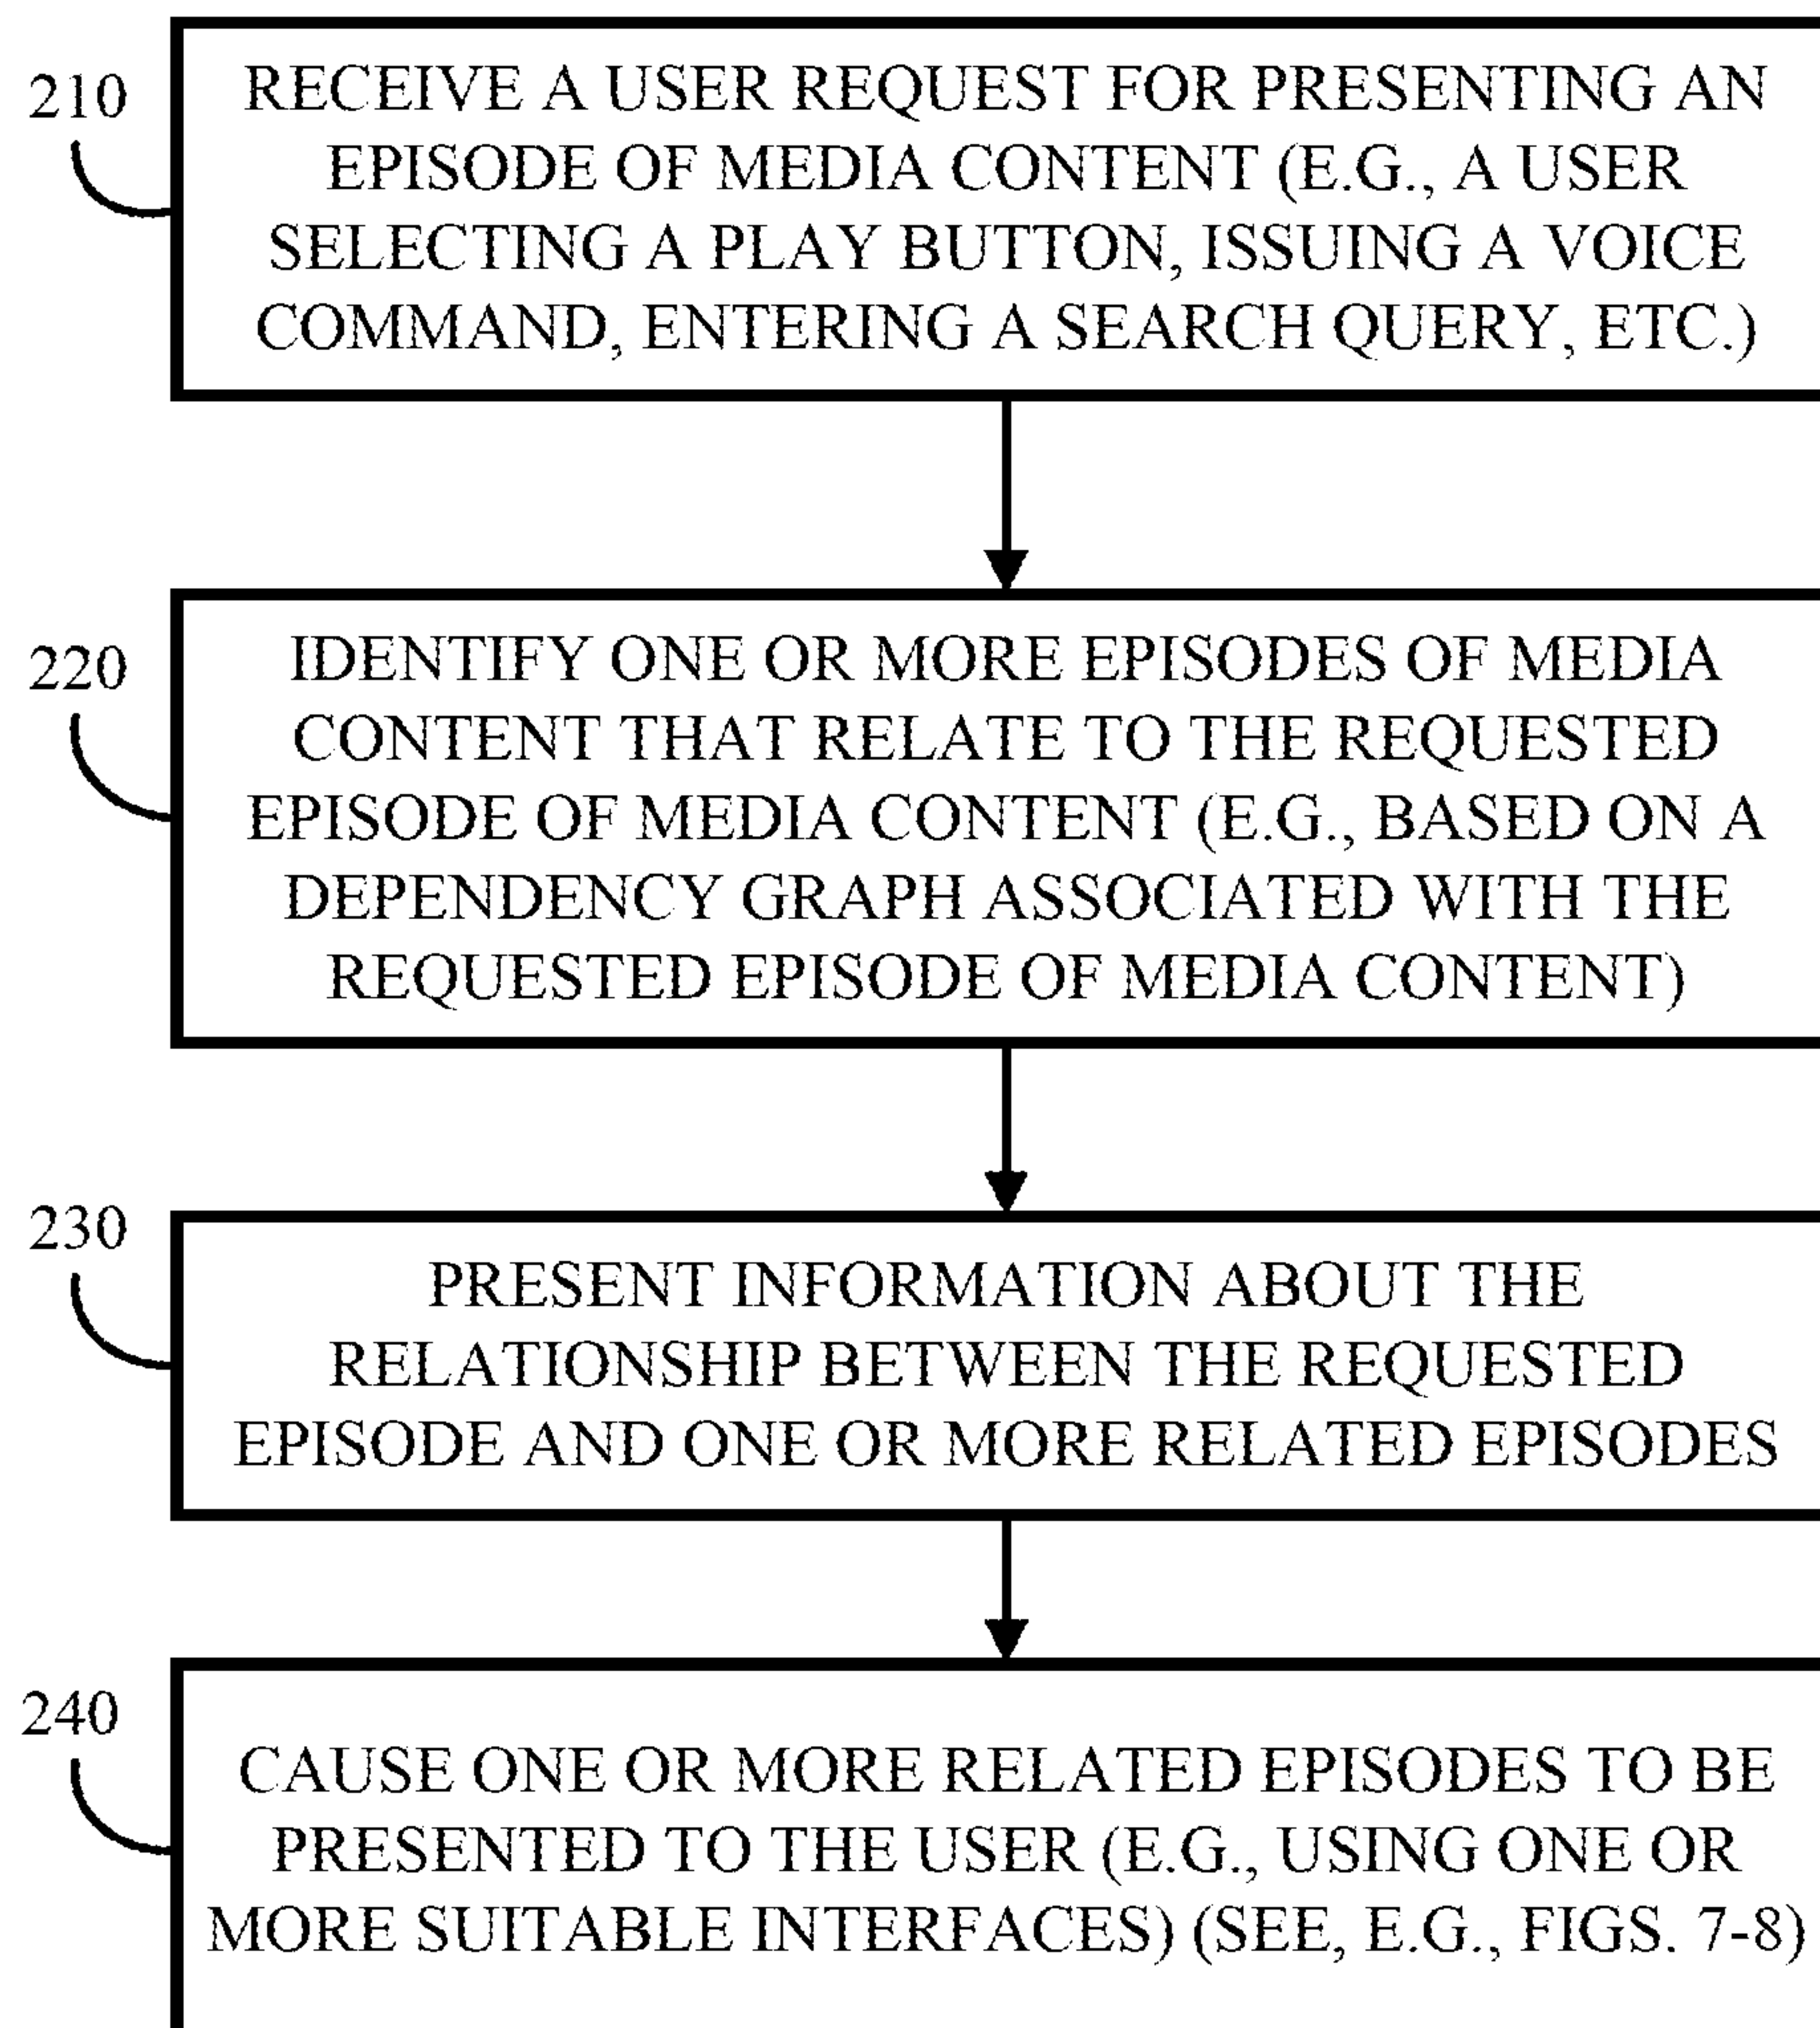 210
RECEIVE A USER REQUEST FOR PRESENTING AN
EPISODE OF MEDIA CONTENT (E.G., A USER
SELECTING A PLAY BUTTON, ISSUING A VOICE
COMMAND, ENTERING A SEARCH QUERY, ETC.)
220
IDENTIFY ONE OR MORE EPISODES OF MEDIA
CONTENT THAT RELATE TO THE REQUESTED
EPISODE OF MEDIA CONTENT (E.G., BASED ON A
DEPENDENCY GRAPH ASSOCIATED WITH THE
REQUESTED EPISODE OF MEDIA CONTENT)
230
PRESENT INFORMATION ABOUT THE
RELATIONSHIP BETWEEN THE REQUESTED
EPISODE AND ONE OR MORE RELATED EPISODES
240
CAUSE ONE OR MORE RELATED EPISODES TO BE
PRESENTED TO THE USER (E.G., USING ONE OR
MORE SUITABLE INTERFACES) (SEE, E.G., FIGS. 7-8)